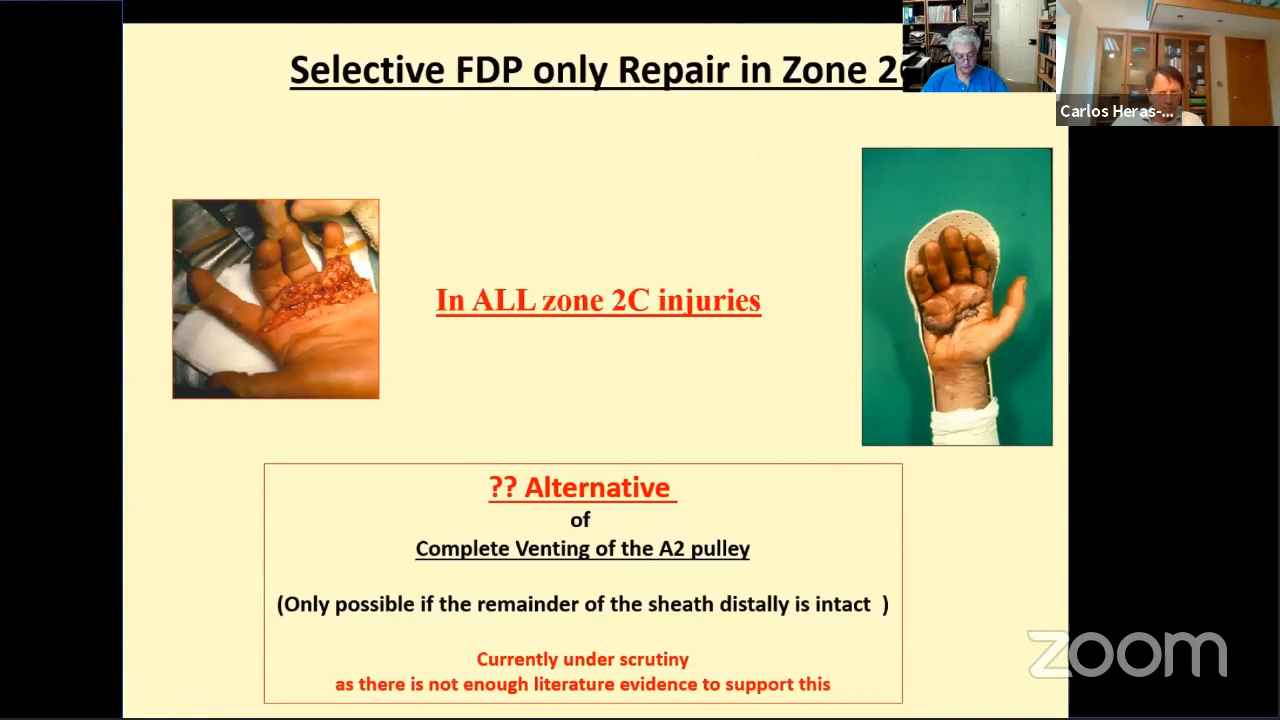 Selective FDP only Repair in Zone 2
Carlos Heras-...
In ALL zone 2C injuries
?? Alternative
of
Complete Venting of the A2 pulley
(Only possible if the remainder of the sheath distally is intact )
Currently under scrutiny
as there is not enough literature evidence to support this
zoom